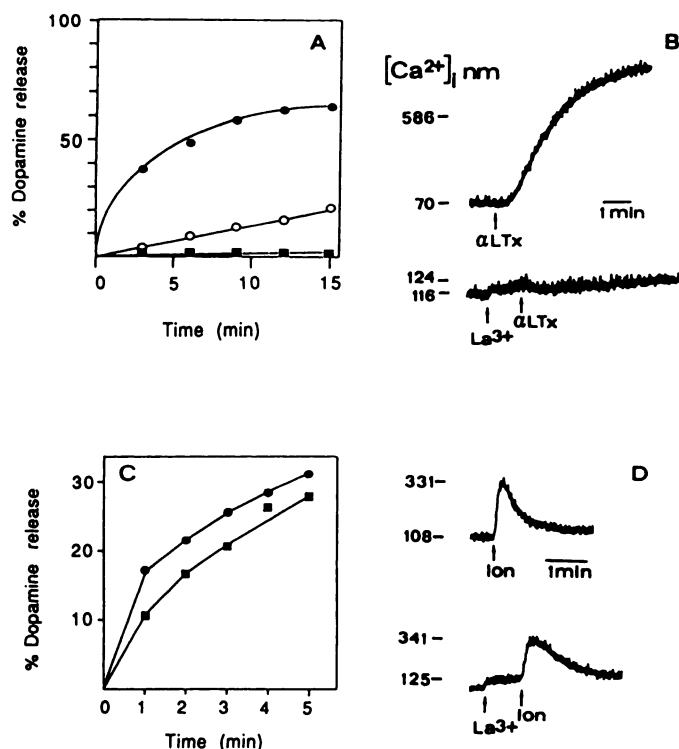 A
% Dopamine release
100
50
0 5 10 15
Time (min)
B
[Ca2+]i nm
586-
70-
αLTx
1min
124
116
La3+
αLTx
C
% Dopamine release
30
20
10
0 1 2 3 4 5
Time (min)
D
331-
108-
Ion
1min
341-
125-
La3+
Ion